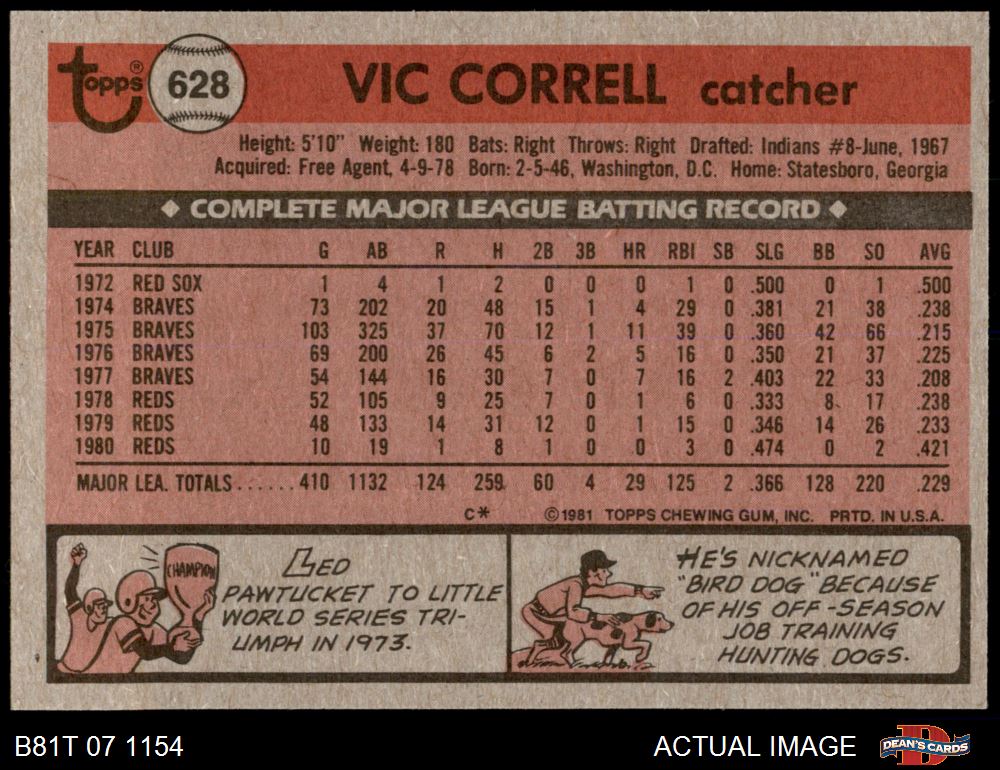 Topps® 628 VIC CORRELL catcher
Height: 5'10" Weight: 180 Bats: Right Throws: Right Drafted: Indians #8-June, 1967
Acquired: Free Agent, 4-9-78 Born: 2-5-46, Washington, D.C. Home: Statesboro, Georgia
◆ COMPLETE MAJOR LEAGUE BATTING RECORD ◆
YEAR CLUB G AB R H 2B 3B HR RBI SB SLG BB SO AVG
1972 RED SOX 1 4 1 2 0 0 0 1 0 .500 0 1 .500
1974 BRAVES 73 202 20 48 15 1 4 29 0 .381 21 38 .238
1975 BRAVES 103 325 37 70 12 1 11 39 0 .360 42 66 .215
1976 BRAVES 69 200 26 45 6 2 5 16 0 .350 21 37 .225
1977 BRAVES 54 144 16 30 7 0 7 16 2 .403 22 33 .208
1978 REDS 52 105 9 25 7 0 1 6 0 .333 8 17 .238
1979 REDS 48 133 14 31 12 0 1 15 0 .346 14 26 .233
1980 REDS 10 19 1 8 1 0 0 3 0 .474 0 2 .421
MAJOR LEA. TOTALS...... 410 1132 124 259 60 4 29 125 2 .366 128 220 .229
C* ©1981 TOPPS CHEWING GUM, INC. PRTD. IN U.S.A.
CHAMPION
LED
PAWTUCKET TO LITTLE
WORLD SERIES TRI-
UMPH IN 1973.
HE'S NICKNAMED
"BIRD DOG" BECAUSE
OF HIS OFF-SEASON
JOB TRAINING
HUNTING DOGS.
B81T 07 1154 ACTUAL IMAGE DEAN'S CARDS